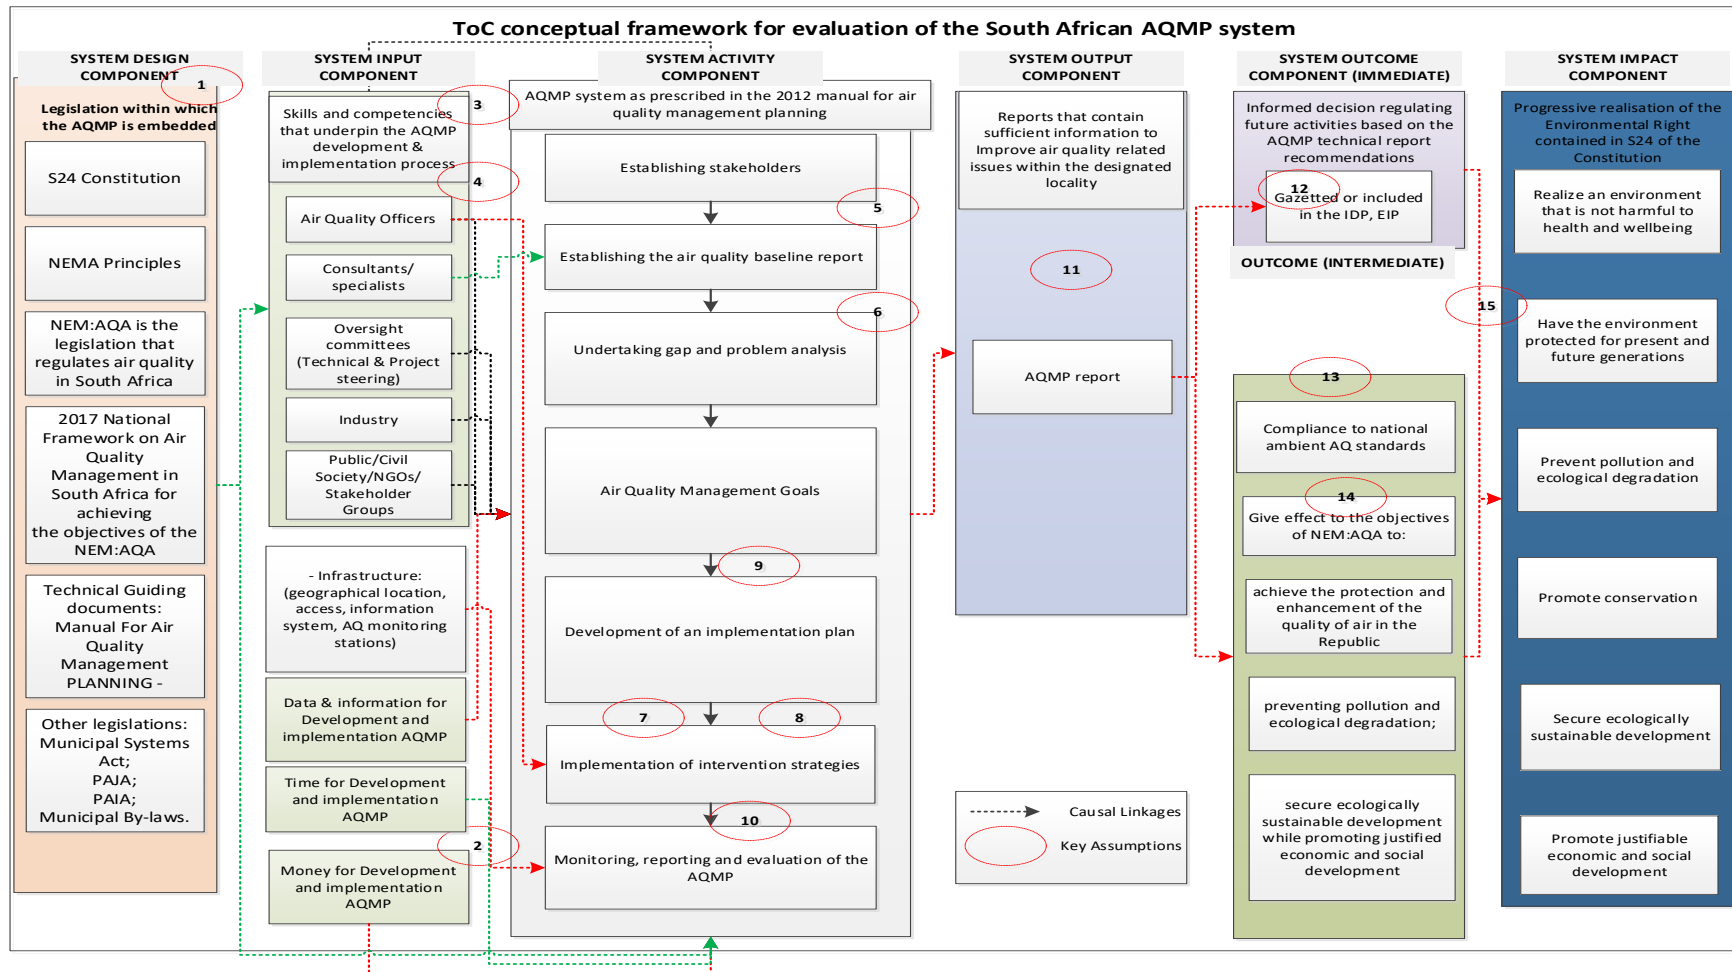 ToC conceptual framework for evaluation of the South African AQMP system
SYSTEM DESIGN
COMPONENT
1
Legislation within which
the AQMP is embedded
S24 Constitution
NEMA Principles
NEM:AQA is the
legislation that
regulates air quality
in South Africa
2017 National
Framework on Air
Quality
Management in
South Africa for
achieving
the objectives of the
NEM:AQA
Technical Guiding
documents:
Manual For Air
Quality
Management
PLANNING -
Other legislations:
Municipal Systems
Act;
PAJA;
PAIA;
Municipal By-laws.
SYSTEM INPUT
COMPONENT
3
Skills and competencies
that underpin the AQMP
development &
implementation process
4
Air Quality Officers
Consultants/
specialists
Oversight
committees
(Technical & Project
steering)
Industry
Public/Civil
Society/NGOs/
Stakeholder
Groups
- Infrastructure:
(geographical location,
access, information
system, AQ monitoring
stations)
Data & information for
Development and
implementation AQMP
Time for Development
and implementation
AQMP
2
Money for Development
and implementation
AQMP
SYSTEM ACTIVITY
COMPONENT
AQMP system as prescribed in the 2012 manual for air
quality management planning
Establishing stakeholders
5
Establishing the air quality baseline report
6
Undertaking gap and problem analysis
Air Quality Management Goals
9
Development of an implementation plan
7
8
Implementation of intervention strategies
10
Monitoring, reporting and evaluation of the
AQMP
SYSTEM OUTPUT
COMPONENT
Reports that contain
sufficient information to
Improve air quality related
issues within the designated
locality
11
AQMP report
Causal Linkages
Key Assumptions
SYSTEM OUTCOME
COMPONENT (IMMEDIATE)
Informed decision regulating
future activities based on the
AQMP technical report
recommendations
12
Gazetted or included
in the IDP, EIP
OUTCOME (INTERMEDIATE)
13
Compliance to national
ambient AQ standards
14
Give effect to the objectives
of NEM:AQA to:
achieve the protection and
enhancement of the
quality of air in the
Republic
preventing pollution and
ecological degradation;
secure ecologically
sustainable development
while promoting justified
economic and social
development
SYSTEM IMPACT
COMPONENT
Progressive realisation of the
Environmental Right
contained in S24 of the
Constitution
Realize an environment
that is not harmful to
health and wellbeing
15
Have the environment
protected for present and
future generations
Prevent pollution and
ecological degradation
Promote conservation
Secure ecologically
sustainable development
Promote justifiable
economic and social
development